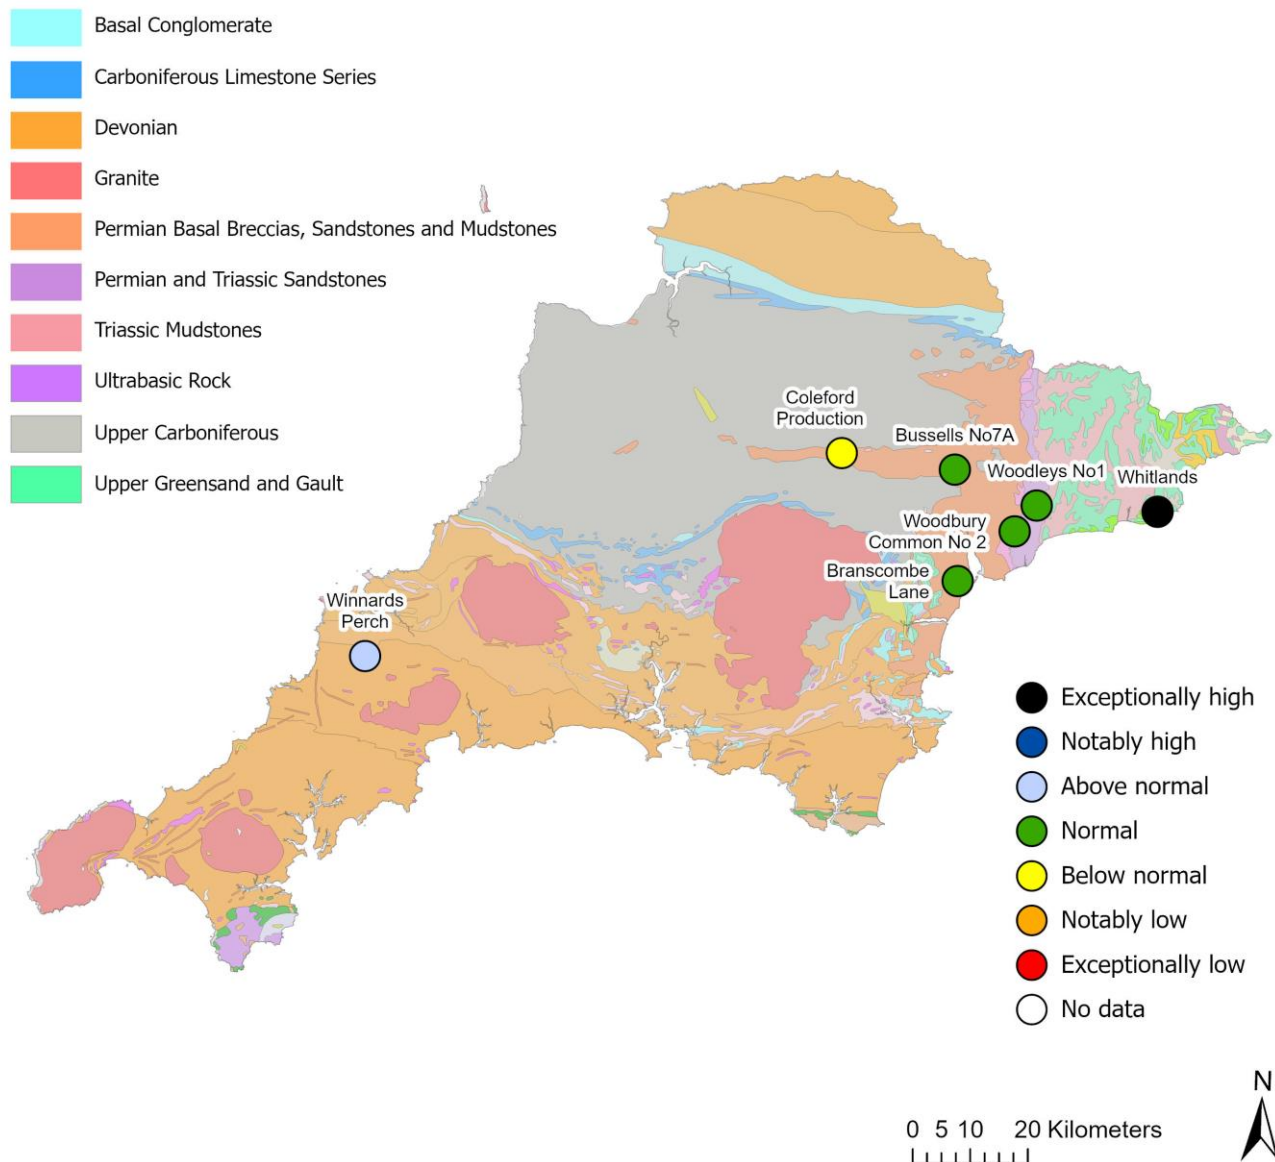 Basal Conglomerate
Carboniferous Limestone Series
Devonian
Granite
Permian Basal Breccias, Sandstones and Mudstones
Permian and Triassic Sandstones
Triassic Mudstones
Ultrabasic Rock
Upper Carboniferous
Upper Greensand and Gault
Coleford
Production
Bussells No7A
Woodleys No1
Whitlands
Woodbury
Common No 2
Branscombe
Lane
Winnards
Perch
Exceptionally high
Notably high
Above normal
Normal
Below normal
Notably low
Exceptionally low
No data
N
0 5 10 20 Kilometers